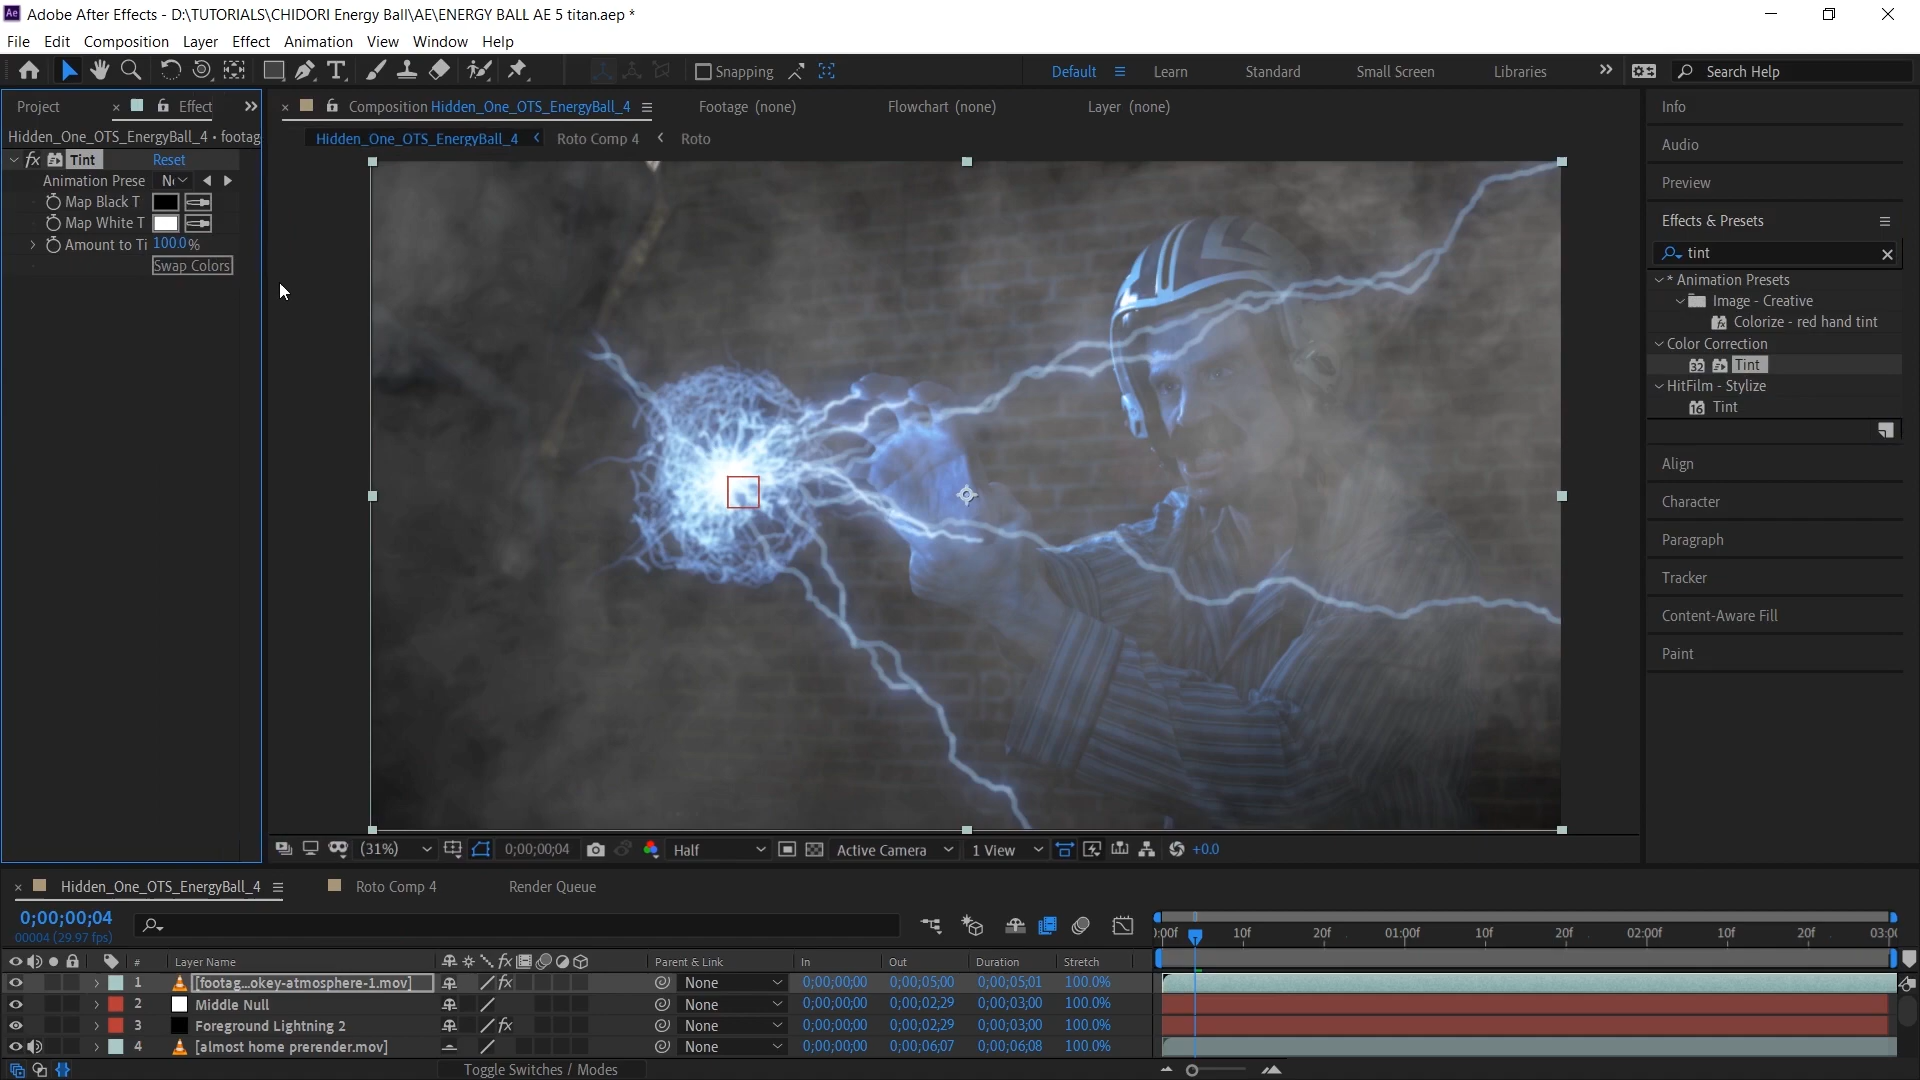 Adobe After Effects - D:\TUTORIALS\CHIDORI Energy Ball\AE\ENERGY BALL AE 5 titan.aep *
File Edit Composition Layer Effect Animation View Window Help
Snapping Default Learn Standard Small Screen Libraries Search Help
Project Effect Composition Hidden_One_OTS_EnergyBall_4 Footage (none) Flowchart (none) Layer (none) Info
Hidden_One_OTS_EnergyBall_4 • footag Hidden_One_OTS_EnergyBall_4 Roto Comp 4 Roto
Audio
fx Tint Reset
Animation Prese
Preview
Map Black T
Map White T
Effects & Presets
Amount to Ti 100.0%
tint
Swap Colors
* Animation Presets
Image - Creative
Colorize - red hand tint
Color Correction
32 Tint
HitFilm - Stylize
16 Tint
Align
Character
Paragraph
Tracker
Content-Aware Fill
Paint
(31%) 0;00;00;04 Half Active Camera 1 View +0.0
Hidden_One_OTS_EnergyBall_4 Roto Comp 4 Render Queue
0;00;00;04
00004 (29.97 fps)
:00f 10f 20f 01:00f 10f 20f 02:00f 10f 20f 03:00
# Layer Name fx Parent & Link In Out Duration Stretch
1 [footag...okey-atmosphere-1.mov] fx None 0;00;00;00 0;00;05;00 0;00;05;01 100.0%
2 Middle Null None 0;00;00;00 0;00;02;29 0;00;03;00 100.0%
3 Foreground Lightning 2 fx None 0;00;00;00 0;00;02;29 0;00;03;00 100.0%
4 [almost home prerender.mov] None 0;00;00;00 0;00;06;07 0;00;06;08 100.0%
Toggle Switches / Modes